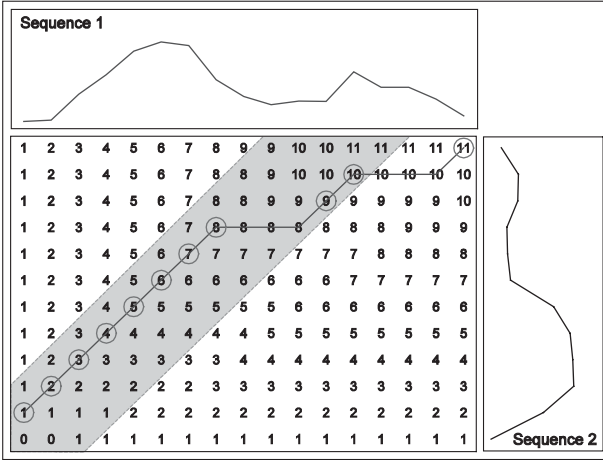 Sequence 1
1 2 3 4 5 6 7 8 9 9 10 10 11 11 11 11 11
1 2 3 4 5 6 7 8 8 9 10 10 10 10 10 10 10
1 2 3 4 5 6 7 8 8 9 9 9 9 9 9 9 10
1 2 3 4 5 6 7 8 8 8 8 8 8 8 9 9 9
1 2 3 4 5 6 7 7 7 7 7 7 7 8 8 8 8
1 2 3 4 5 6 6 6 6 6 6 6 7 7 7 7 7
1 2 3 4 5 5 5 5 5 5 6 6 6 6 6 6 6
1 2 3 4 4 4 4 4 4 5 5 5 5 5 5 5 5
1 2 3 3 3 3 3 3 4 4 4 4 4 4 4 4 4
1 2 2 2 2 2 2 2 3 3 3 3 3 3 3 3 3
1 1 1 1 2 2 2 2 2 2 2 2 2 2 2 2 2
0 0 1 1 1 1 1 1 1 1 1 1 1 1 1 1 1
Sequence 2